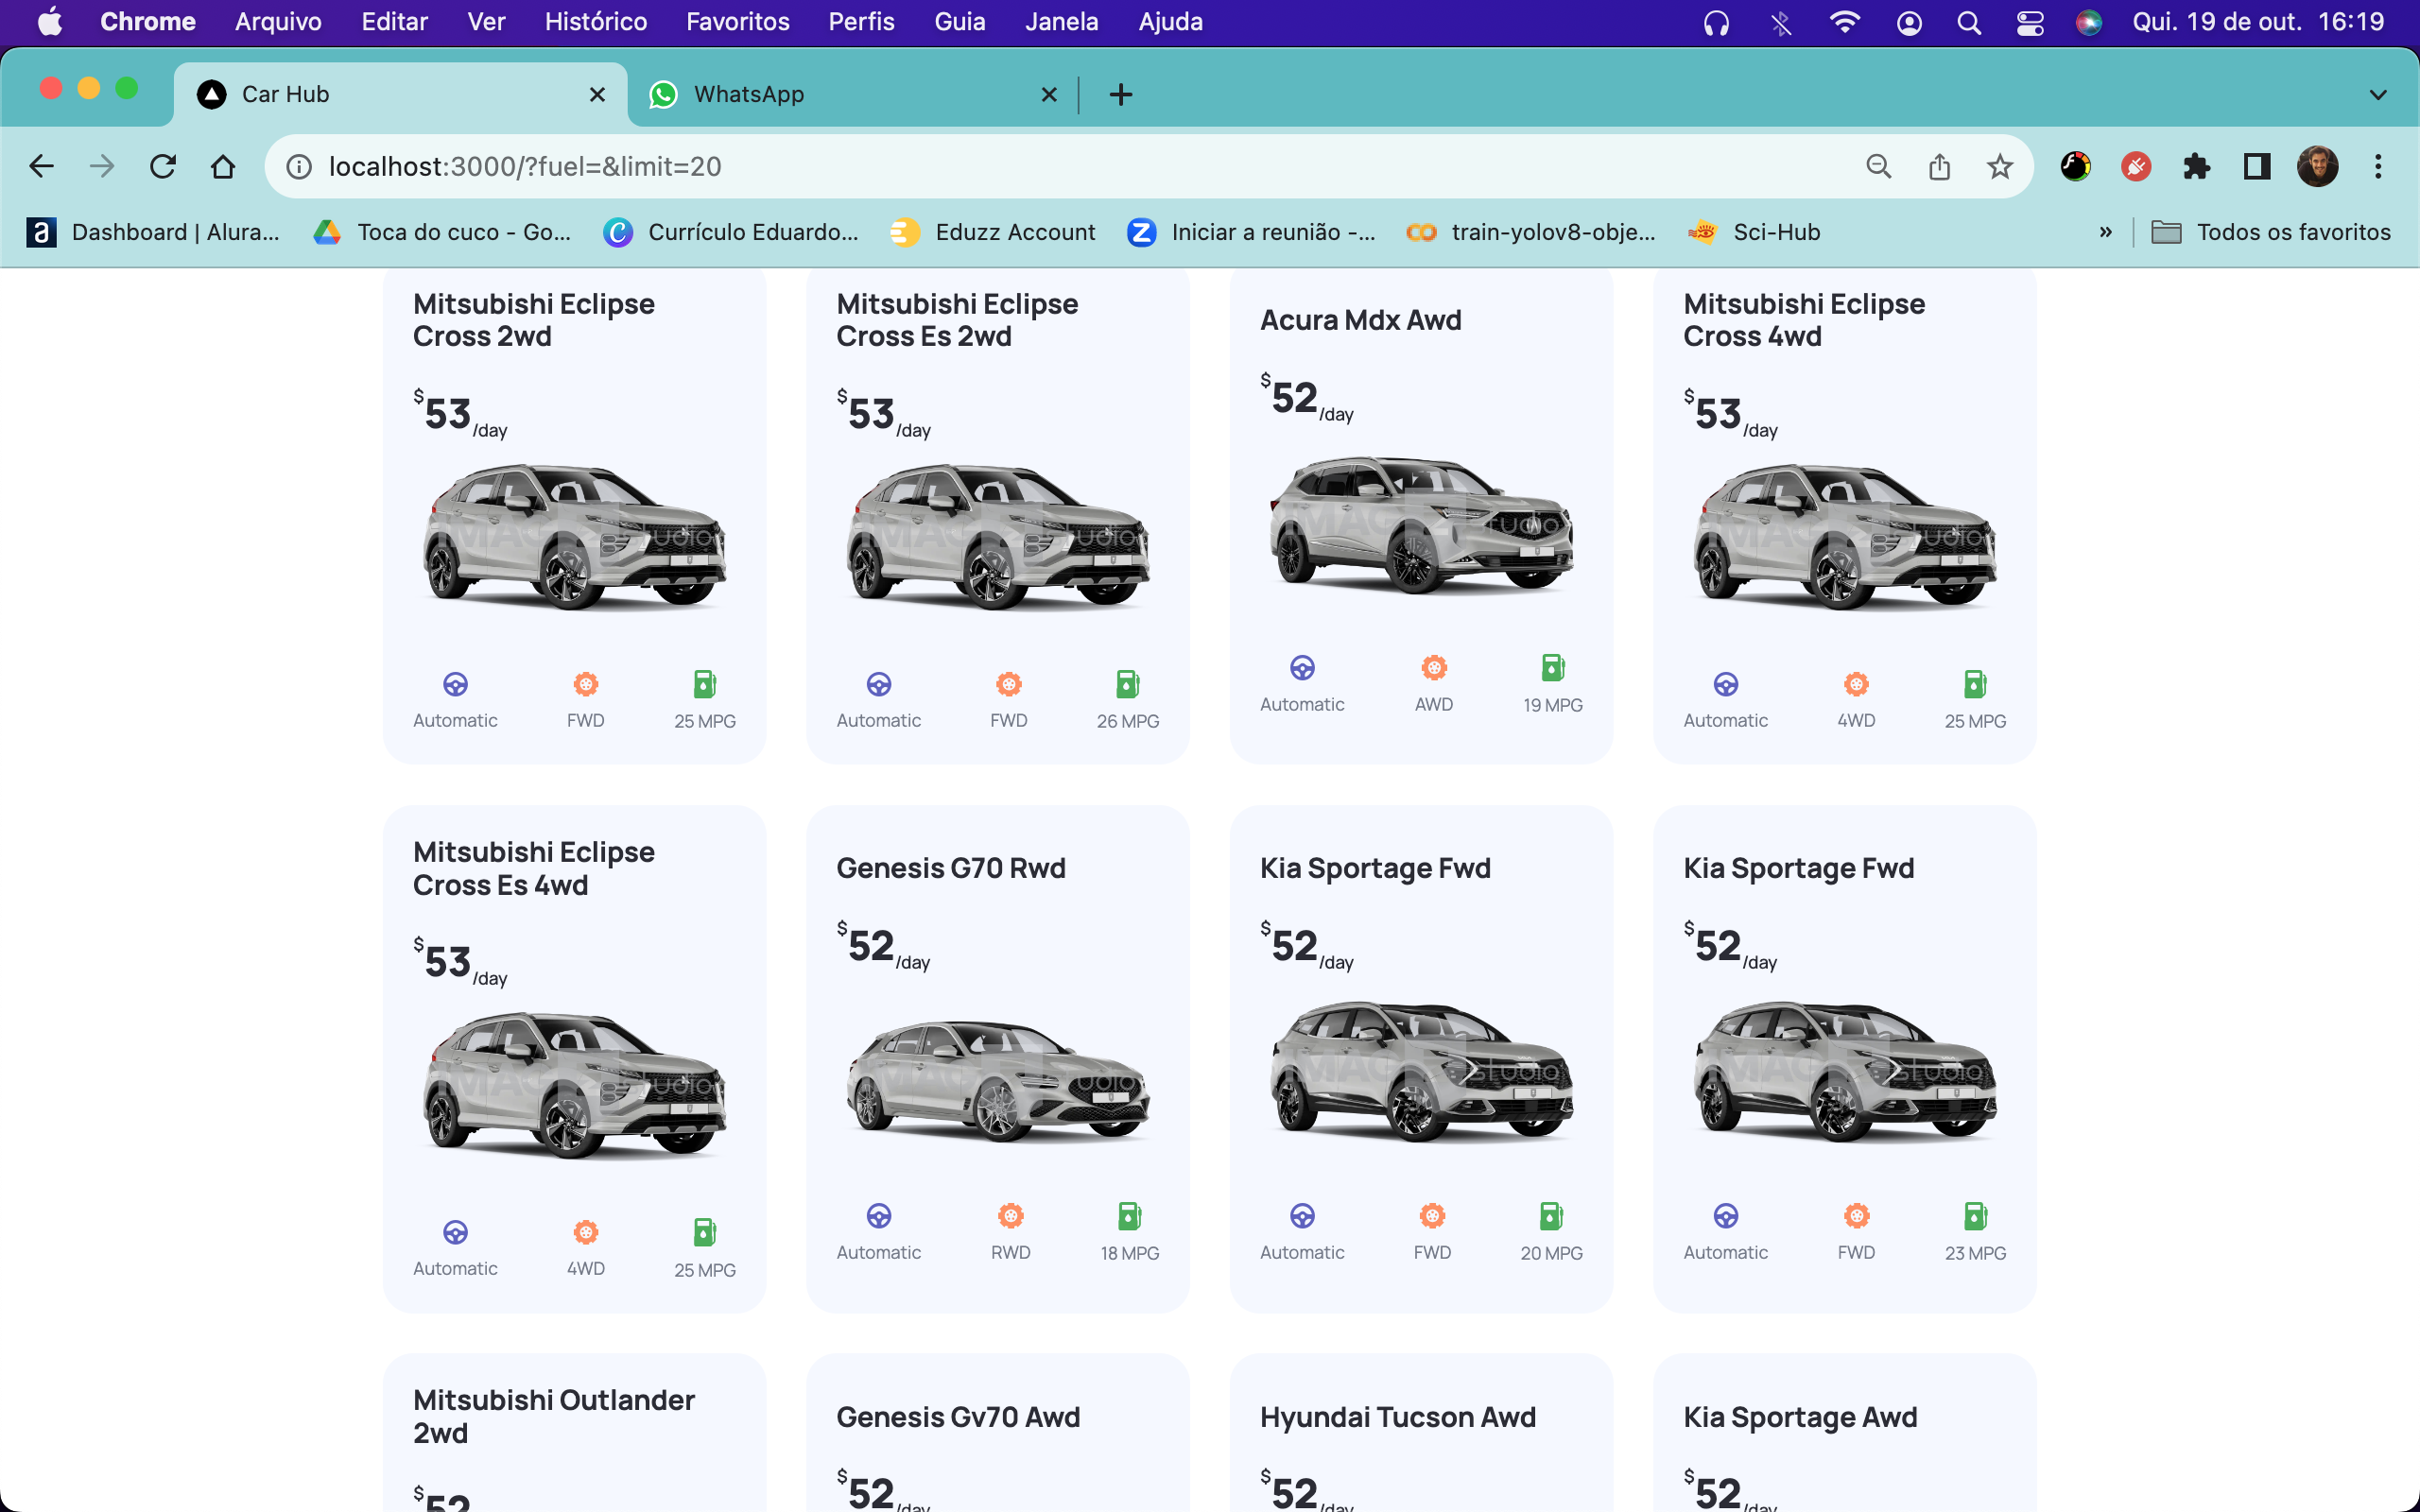 Chrome Arquivo Editar Ver Histórico Favoritos Perfis Guia Janela Ajuda Qui. 19 de out. 16:19
Car Hub WhatsApp
localhost:3000/?fuel=&limit=20
Dashboard | Alura... Toca do cuco - Go... Currículo Eduardo... Eduzz Account Iniciar a reunião -... train-yolov8-obje... Sci-Hub » Todos os favoritos
Mitsubishi Eclipse
Cross 2wd
$53/day
Automatic FWD 25 MPG
Mitsubishi Eclipse
Cross Es 2wd
$53/day
Automatic FWD 26 MPG
Acura Mdx Awd
$52/day
Automatic AWD 19 MPG
Mitsubishi Eclipse
Cross 4wd
$53/day
Automatic 4WD 25 MPG
Mitsubishi Eclipse
Cross Es 4wd
$53/day
Automatic 4WD 25 MPG
Genesis G70 Rwd
$52/day
Automatic RWD 18 MPG
Kia Sportage Fwd
$52/day
Automatic FWD 20 MPG
Kia Sportage Fwd
$52/day
Automatic FWD 23 MPG
Mitsubishi Outlander
2wd
$52
Genesis Gv70 Awd
$52/day
Hyundai Tucson Awd
$52/day
Kia Sportage Awd
$52/day